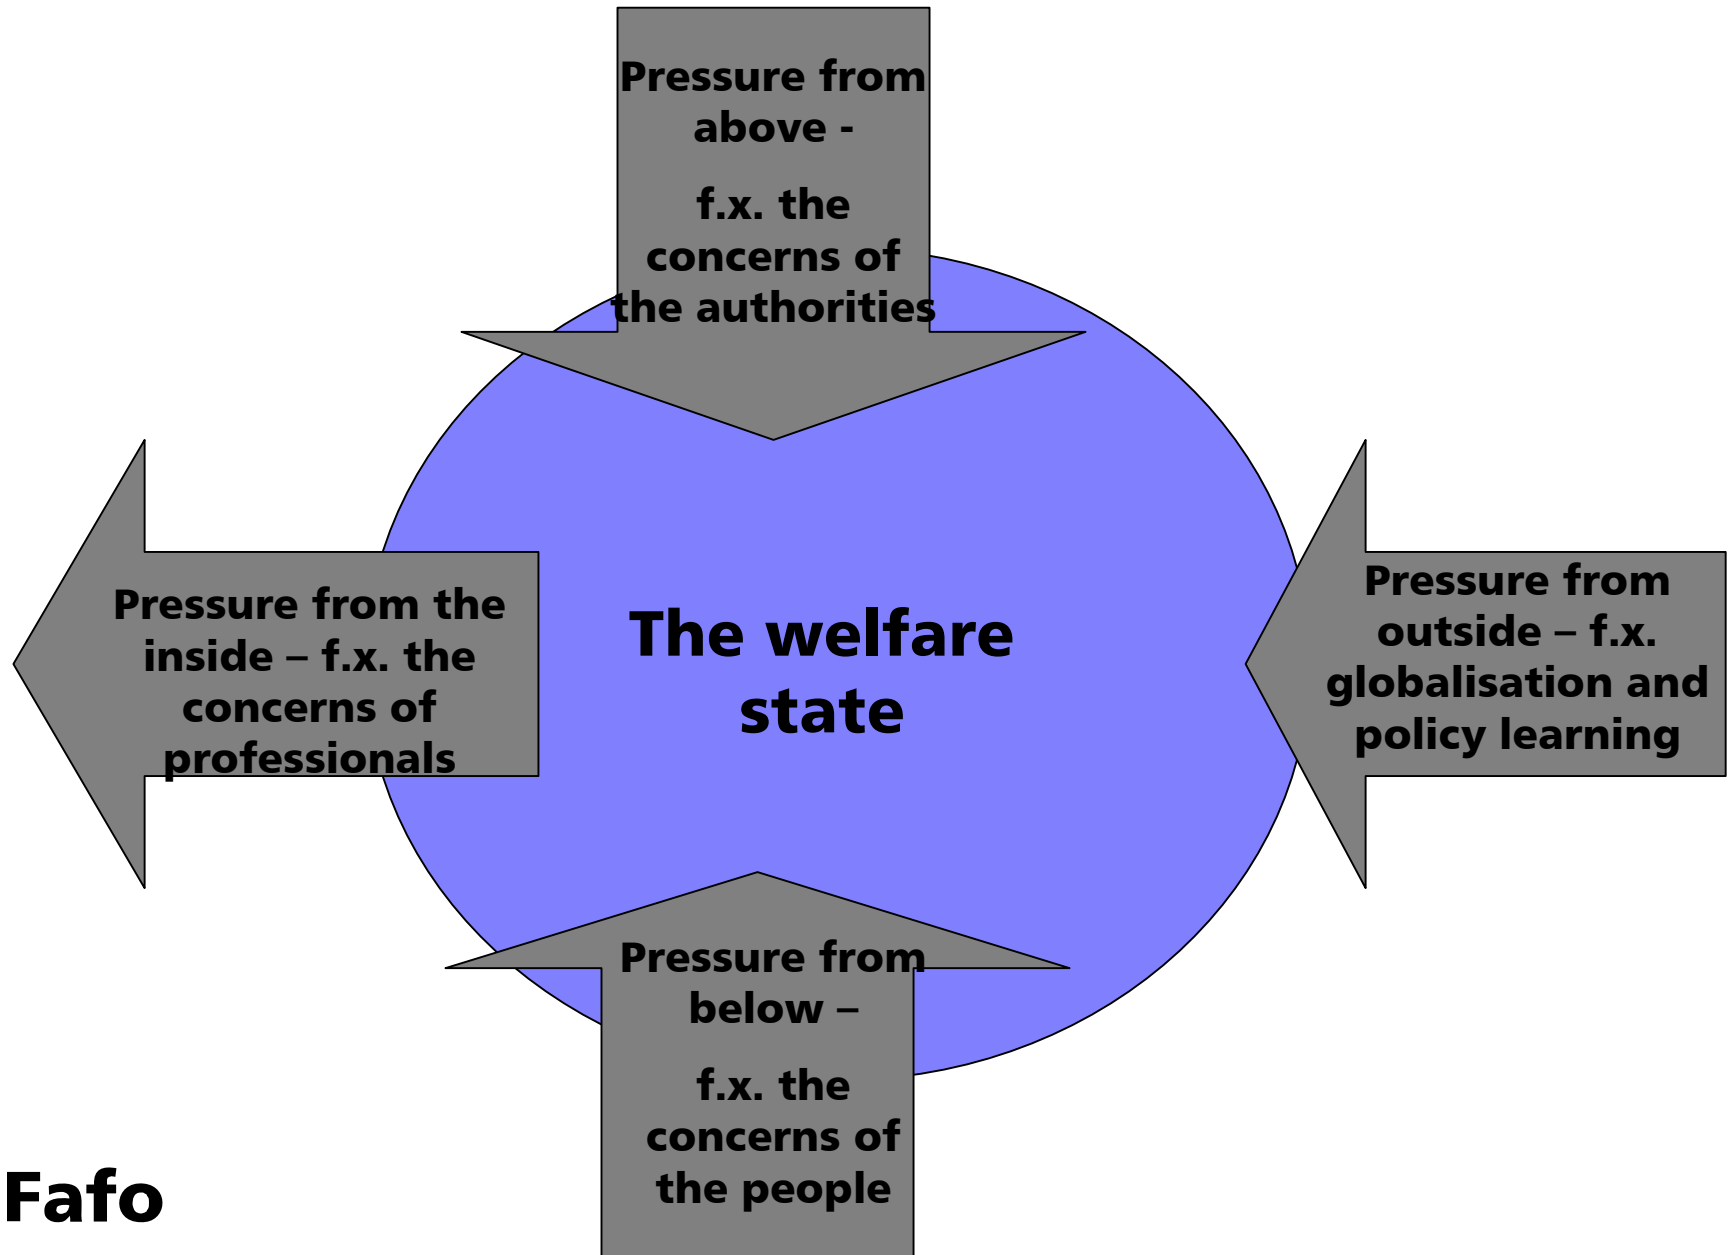 Pressure from
above -
f.x. the
concerns of
the authorities
Pressure from the
inside – f.x. the
concerns of
professionals
The welfare
state
Pressure from
outside – f.x.
globalisation and
policy learning
Pressure from
below –
f.x. the
concerns of
the people
Fafo